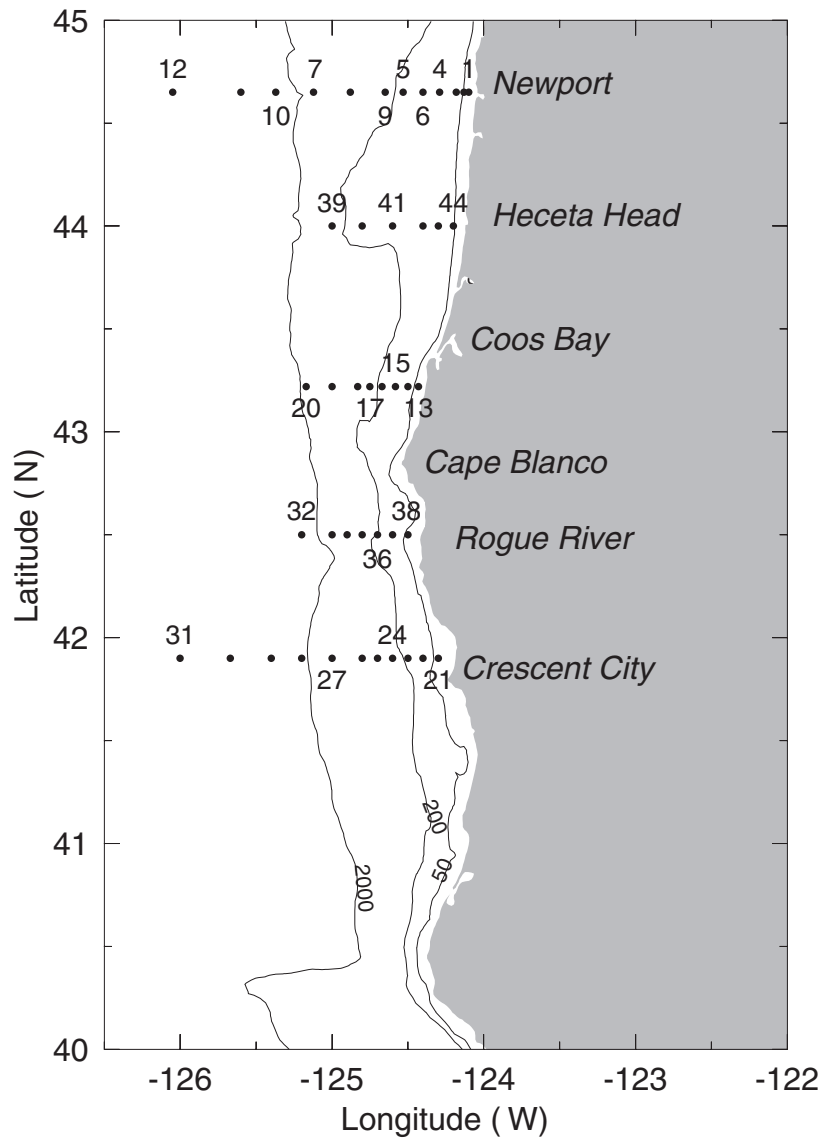 45
12 7 5 4 1
Newport
10 9 6
39 41 44
Heceta Head
44
Coos Bay
15
20 17 13
43
Cape Blanco
32 38
Rogue River
36
42
31 24
Crescent City
27 21
200
41
50
2000
40
-126 -125 -124 -123 -122
Longitude ( W)
Latitude ( N)